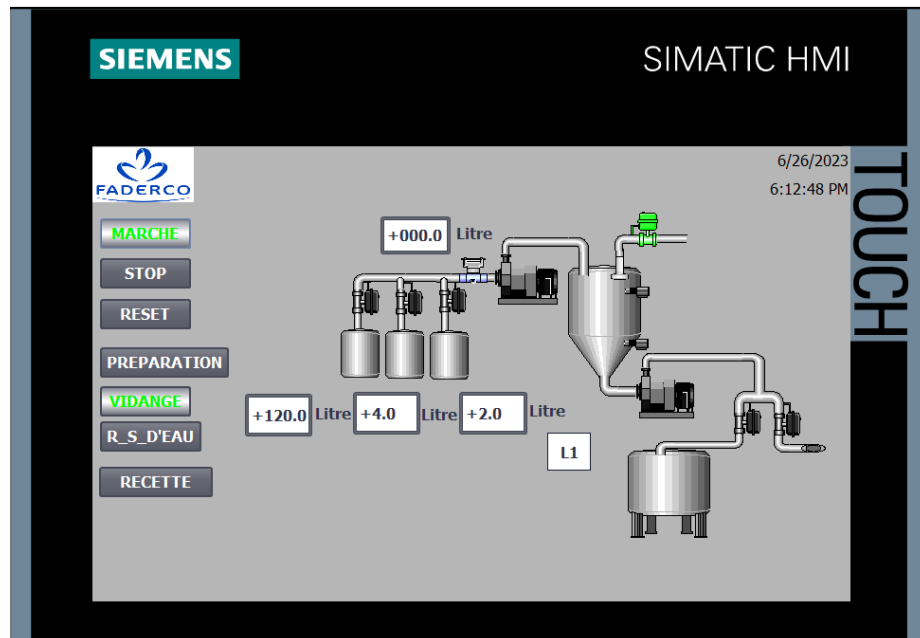 SIEMENS
SIMATIC HMI
TOUCH
FADERCO
6/26/2023
6:12:48 PM
MARCHE
STOP
RESET
PREPARATION
VIDANGE
R_S_D'EAU
RECETTE
+000.0 Litre
+120.0 Litre +4.0 Litre +2.0 Litre
L1